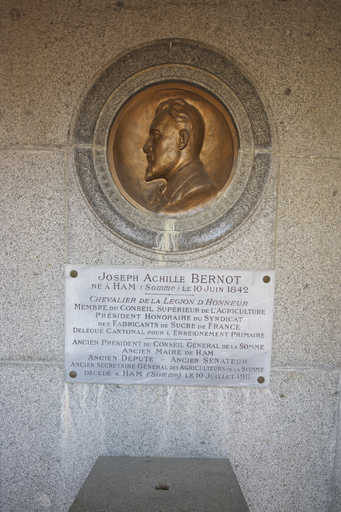 JOSEPH ACHILLE BERNOT
NÉ A HAM (Somme) LE 10 JUIN 1842
CHEVALIER DE LA LÉGION D'HONNEUR
MEMBRE DU CONSEIL SUPÉRIEUR DE L'AGRICULTURE
PRÉSIDENT HONORAIRE DU SYNDICAT
DES FABRICANTS DE SUCRE DE FRANCE
DÉLÉGUÉ CANTONAL POUR L'ENSEIGNEMENT PRIMAIRE
ANCIEN PRÉSIDENT DU CONSEIL GÉNÉRAL DE LA SOMME
ANCIEN MAIRE DE HAM
ANCIEN DÉPUTÉ - ANCIEN SÉNATEUR
ANCIEN SECRÉTAIRE GÉNÉRAL DES AGRICULTEURS DE LA SOMME
DÉCÉDÉ A HAM (Somme) LE 10 JUILLET